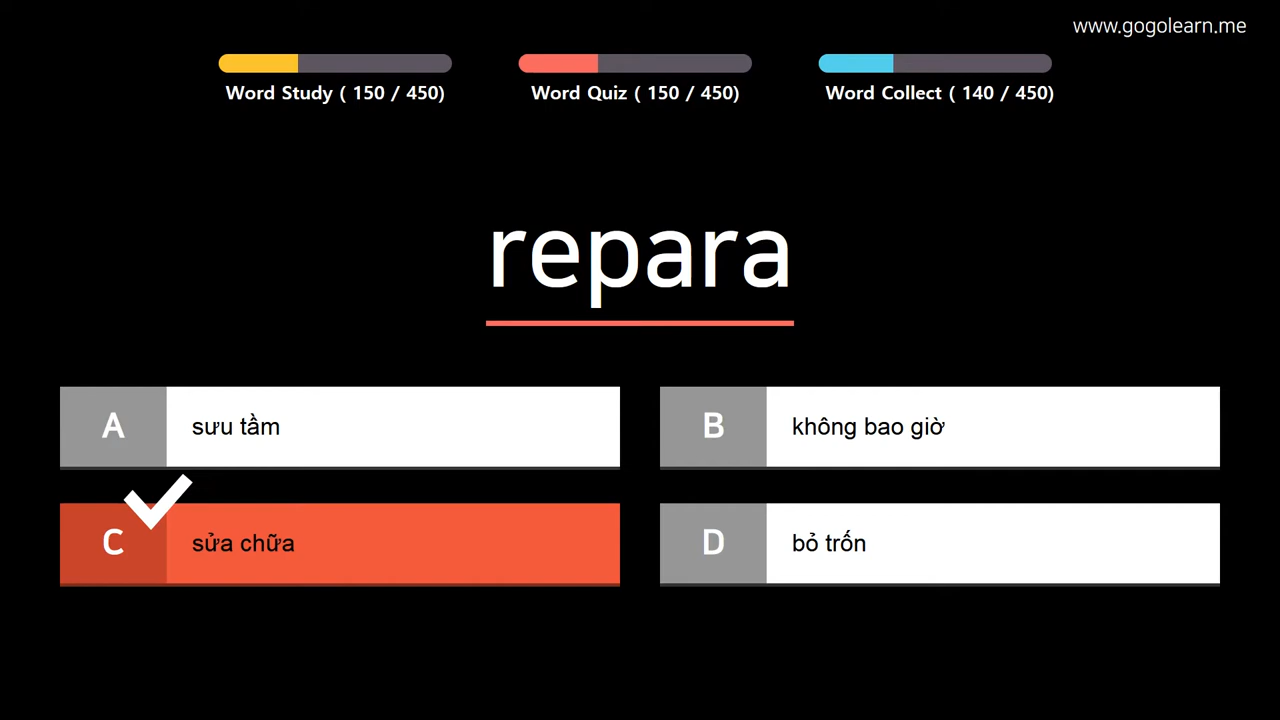 www.gogolearn.me
Word Study ( 150 / 450)
Word Quiz ( 150 / 450)
Word Collect ( 140 / 450)
repara
A sưu tầm
B không bao giờ
C sửa chữa
D bỏ trốn